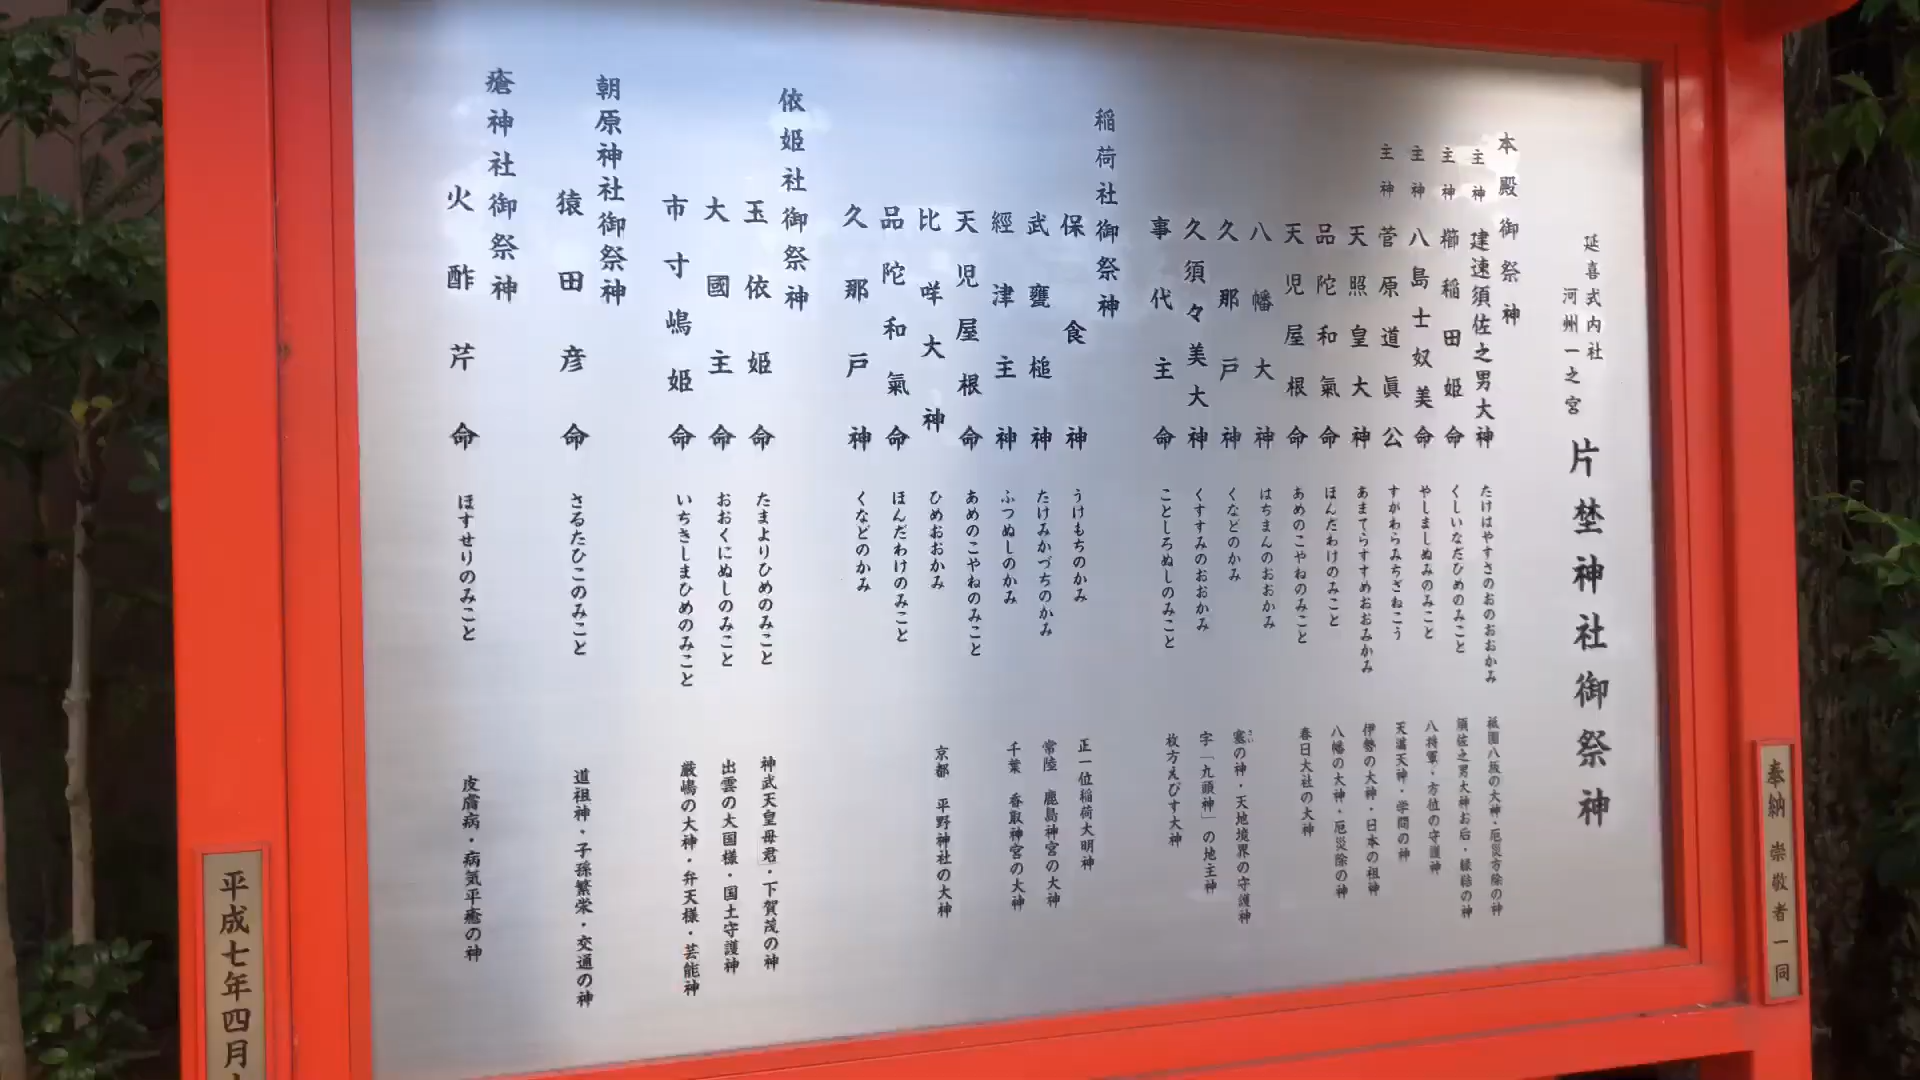 延喜式内社
河州一之宮
片埜神社御祭神
本殿御祭神
主神 建速須佐之男大神 たけはやすさのおのおおかみ 祗園八坂の大神・厄災方除の神
主神 櫛稲田姫命 くしいなだひめのみこと 須佐之男大神お后・縁結の神
主神 八島士奴美命 やしましぬみのみこと 八将軍・方位の守護神
主神 菅原道眞公 すがわらみちざねこう 天満天神・学問の神
天照皇大神 あまてらすすめおおみかみ 伊勢の大神・日本の祖神
品陀和氣命 ほんだわけのみこと 八幡の大神・厄災除の神
天児屋根命 あめのこやねのみこと 春日大社の大神
八幡大神 はちまんのおおかみ
久那戸神 くなどのかみ 塞の神・天地境界の守護神
さい
久須々美大神 くすすみのおおかみ 字「九頭神」の地主神
事代主命 ことしろぬしのみこと 枚方えびす大神
稲荷社御祭神
保食神 うけもちのかみ 正一位稲荷大明神
武甕槌神 たけみかづちのかみ 常陸 鹿島神宮の大神
經津主神 ふつぬしのかみ 千葉 香取神宮の大神
天児屋根命 あめのこやねのみこと
比咩大神 ひめおおかみ 京都 平野神社の大神
品陀和氣命 ほんだわけのみこと
久那戸神 くなどのかみ
依姫社御祭神
玉依姫命 たまよりひめのみこと 神武天皇母君・下賀茂の神
大國主命 おおくにぬしのみこと 出雲の大国様・国土守護神
市寸嶋姫命 いちきしまひめのみこと 厳嶋の大神・弁天様・芸能神
朝原神社御祭神
猿田彦命 さるたひこのみこと 道祖神・子孫繁栄・交通の神
瘡神社御祭神
火酢芹命 ほすせりのみこと 皮膚病・病気平癒の神
奉納 崇敬者一同
平成七年四月